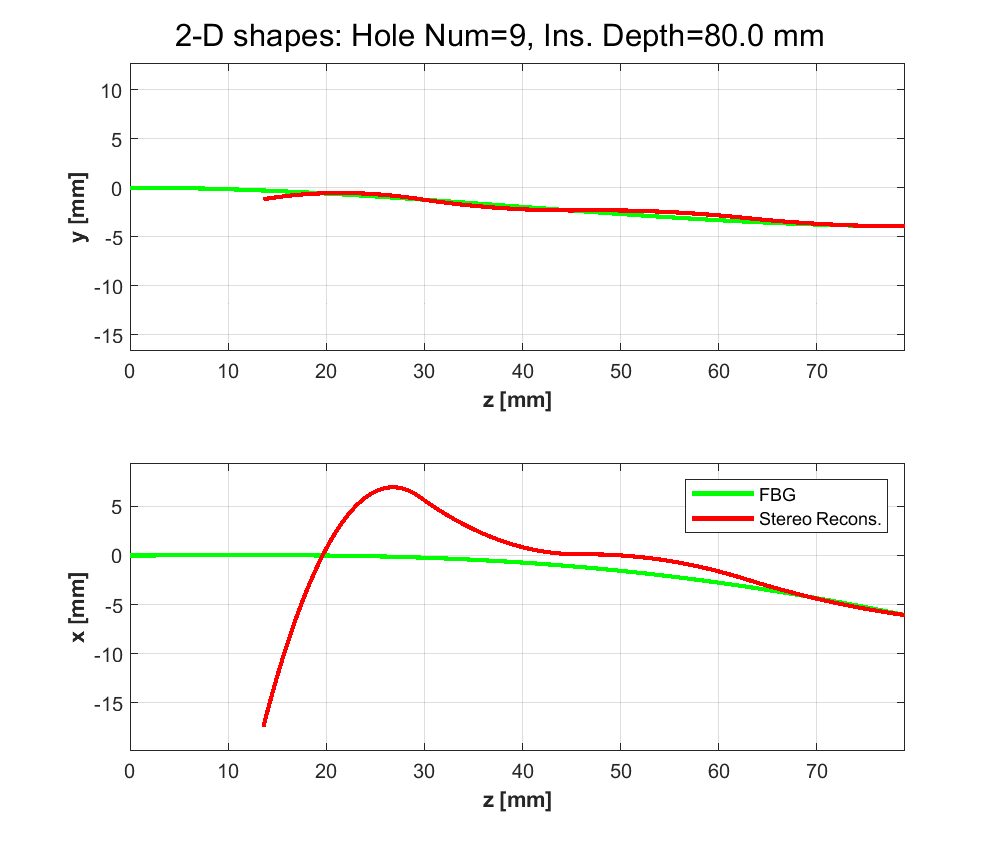 2-D shapes: Hole Num=9, Ins. Depth=80.0 mm
10
5
0
-5
-10
-15
y [mm]
0 10 20 30 40 50 60 70
z [mm]
5
0
-5
-10
-15
x [mm]
FBG
Stereo Recons.
0 10 20 30 40 50 60 70
z [mm]